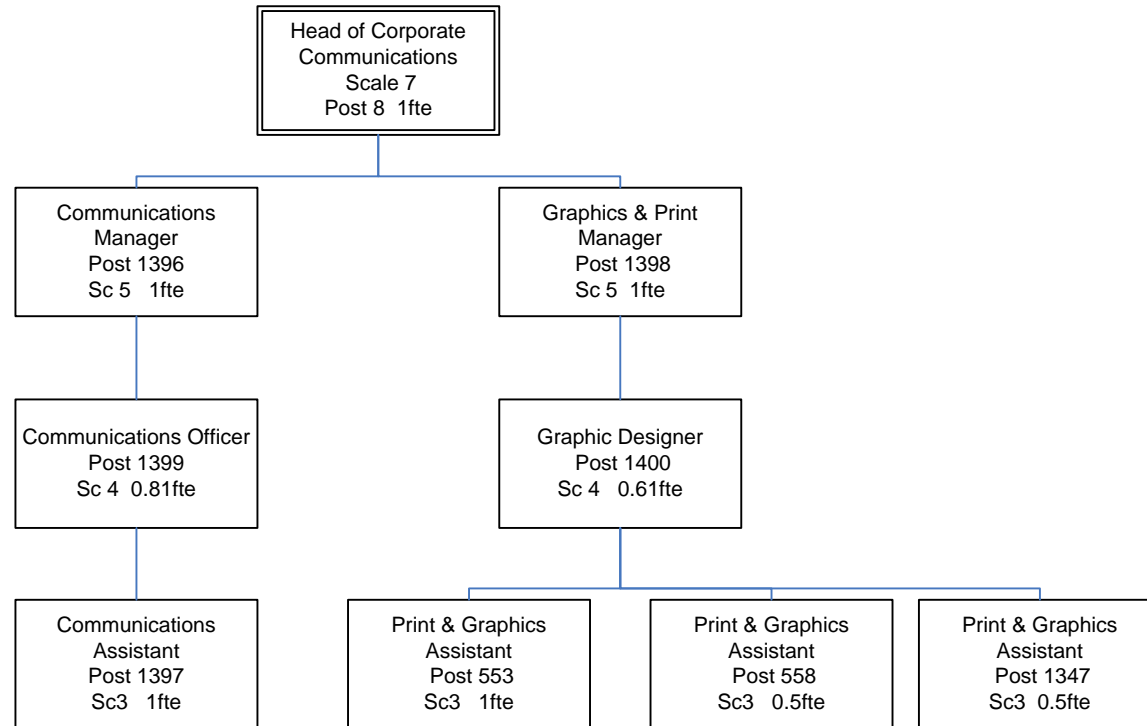 Head of Corporate
Communications
Scale 7
Post 8 1fte
Communications
Manager
Post 1396
Sc 5 1fte
Graphics & Print
Manager
Post 1398
Sc 5 1fte
Communications Officer
Post 1399
Sc 4 0.81fte
Graphic Designer
Post 1400
Sc 4 0.61fte
Communications
Assistant
Post 1397
Sc3 1fte
Print & Graphics
Assistant
Post 553
Sc3 1fte
Print & Graphics
Assistant
Post 558
Sc3 0.5fte
Print & Graphics
Assistant
Post 1347
Sc3 0.5fte